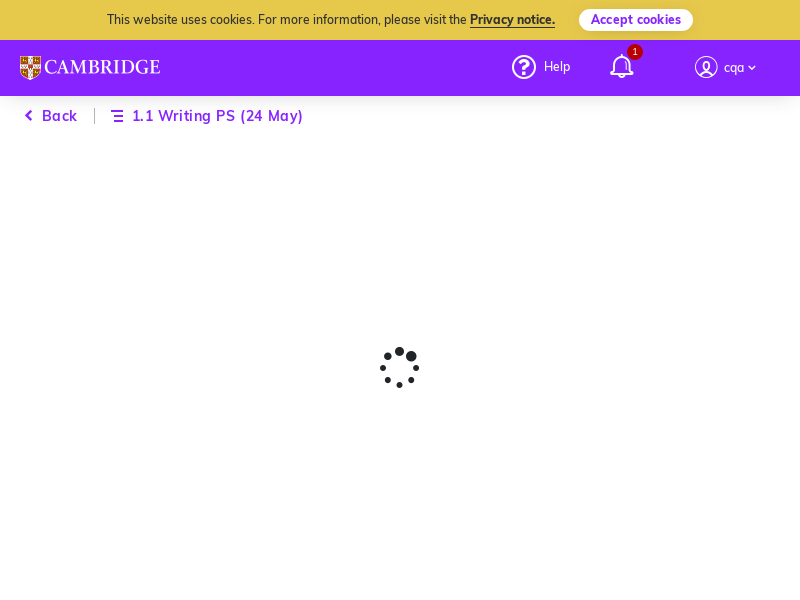 This website uses cookies. For more information, please visit the Privacy notice.
Accept cookies
CAMBRIDGE
Help
1
cqa
Back
1.1 Writing PS (24 May)